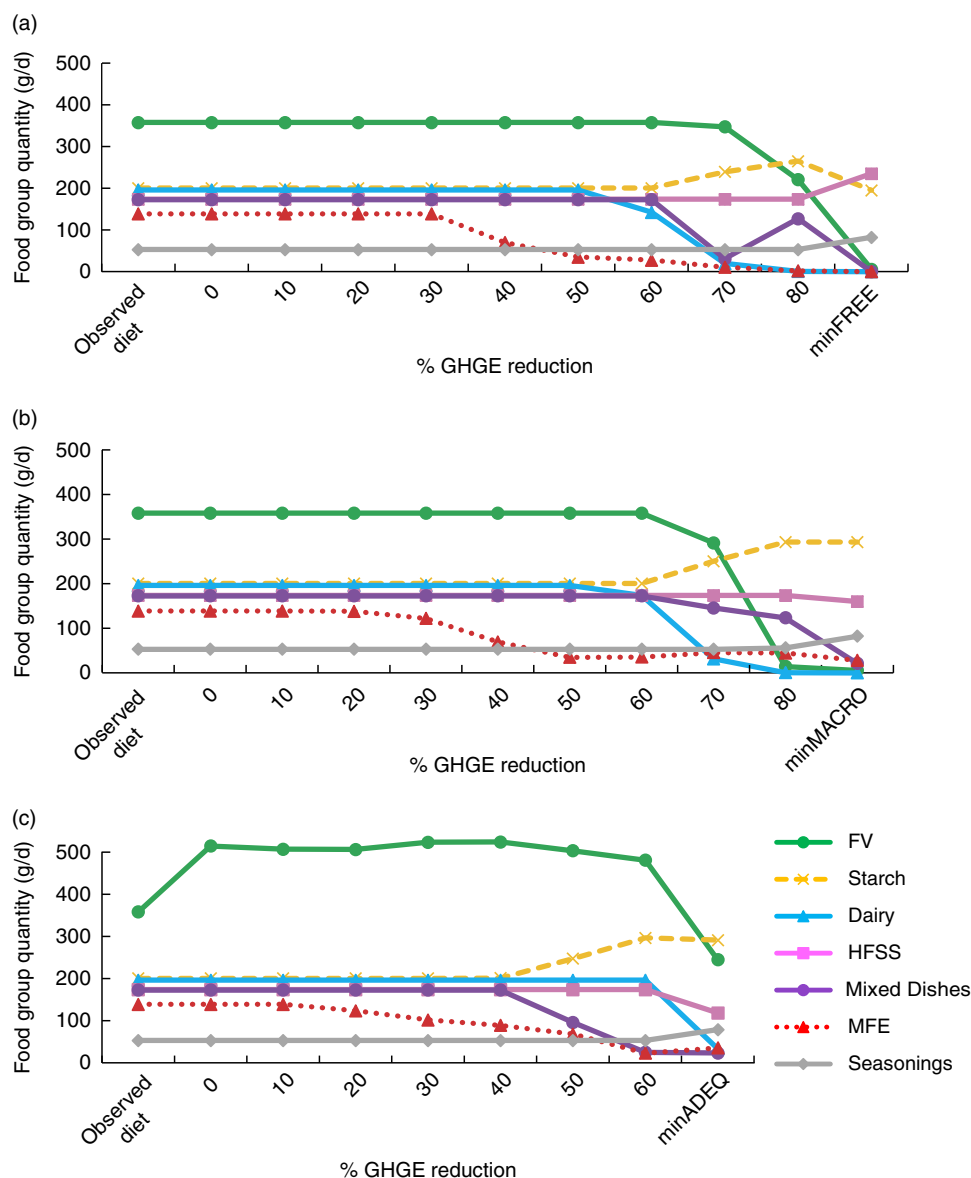 (a)
Food group quantity (g/d)
500
400
300
200
100
0
Observed diet
0
10
20
30
40
50
60
70
80
minFREE
% GHGE reduction
(b)
Food group quantity (g/d)
500
400
300
200
100
0
Observed diet
0
10
20
30
40
50
60
70
80
minMACRO
% GHGE reduction
(c)
Food group quantity (g/d)
500
400
300
200
100
0
Observed diet
0
10
20
30
40
50
60
minADEQ
% GHGE reduction
FV
Starch
Dairy
HFSS
Mixed Dishes
MFE
Seasonings